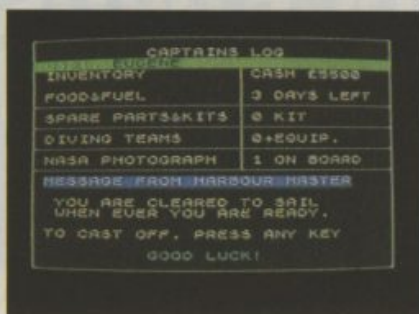 CAPTAINS LOG
EUGENE
INVENTORY CASH £5500
FOOD&FUEL 3 DAYS LEFT
SPARE PARTS&KITS 0 KIT
DIVING TEAMS 0+EQUIP.
NASA PHOTOGRAPH 1 ON BOARD
MESSAGE FROM HARBOUR MASTER
YOU ARE CLEARED TO SAIL
WHEN EVER YOU ARE READY.
TO CAST OFF, PRESS ANY KEY
GOOD LUCK!